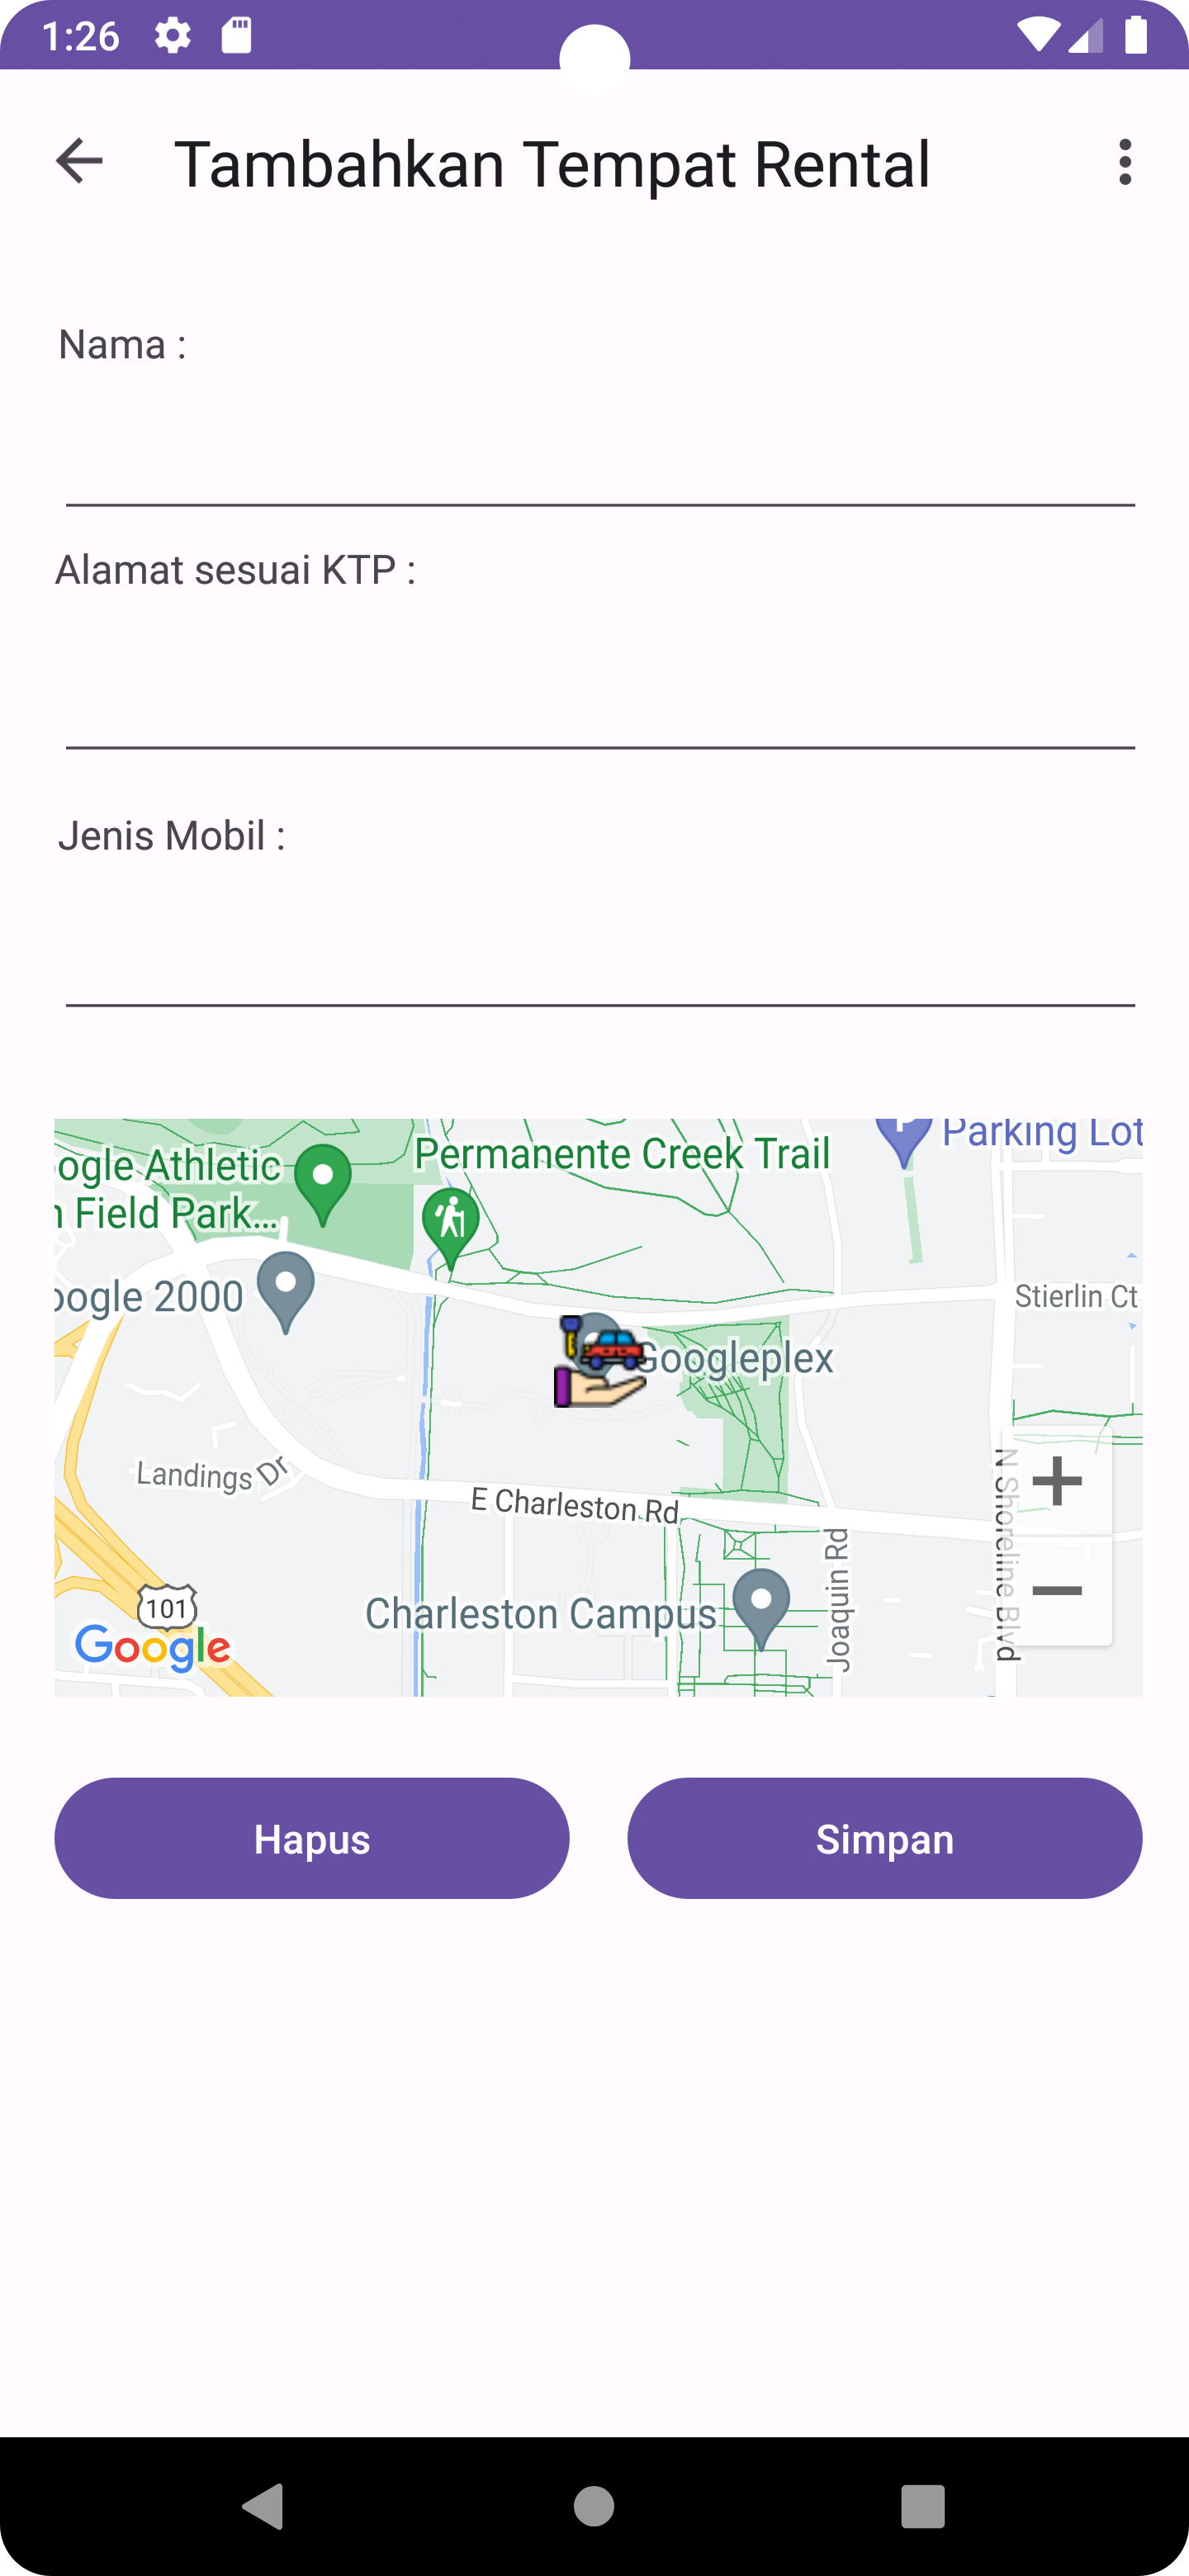 1:26
Tambahkan Tempat Rental
Nama :
Alamat sesuai KTP :
Jenis Mobil :
Parking Lot
Permanente Creek Trail
ogle Athletic
n Field Park...
oogle 2000
Stierlin Ct
Googleplex
Landings Dr
E Charleston Rd
N Shoreline Blvd
Joaquin Rd
Charleston Campus
101
Google
Hapus
Simpan